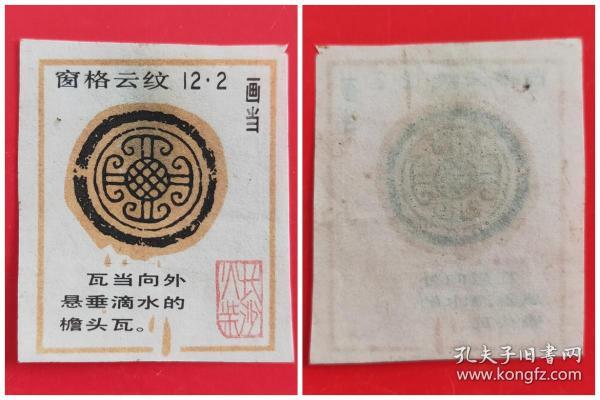 窗格云纹 12·2
画当
瓦当向外
悬垂滴水的
檐头瓦。
长沙火柴
孔夫子旧书网
www.kongfz.com